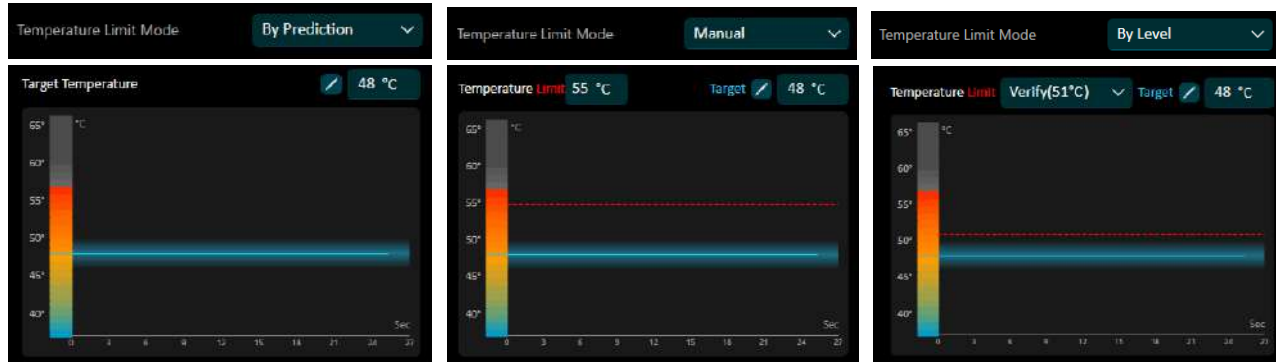 Temperature Limit Mode By Prediction
Target Temperature 48 °C
65° °C
60°
55°
50°
45°
40°
Sec
0 3 6 9 12 15 18 21 24 27
Temperature Limit Mode Manual
Temperature Limit 55 °C Target 48 °C
65° °C
60°
55°
50°
45°
40°
Sec
0 3 6 9 12 15 18 21 24 27
Temperature Limit Mode By Level
Temperature Limit Verify(51°C) Target 48 °C
65° °C
60°
55°
50°
45°
40°
Sec
0 3 6 9 12 15 18 21 24 27